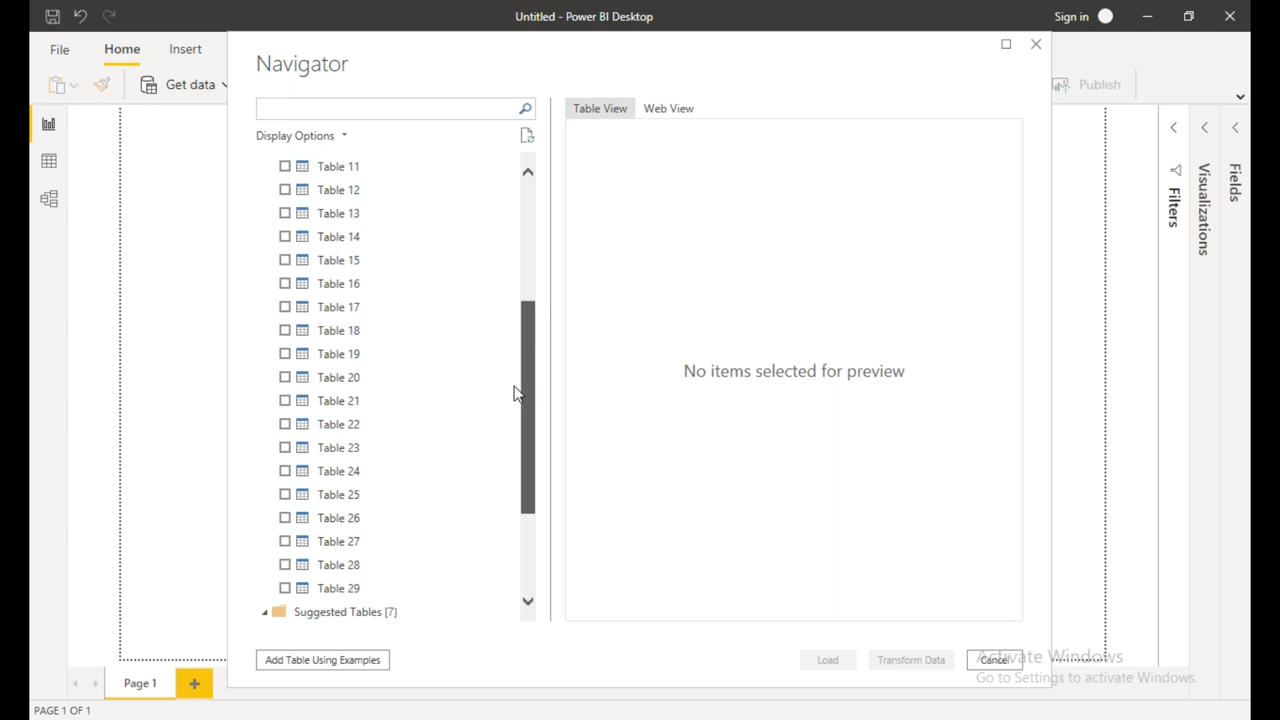 Untitled - Power BI Desktop
Sign in
File
Home
Insert
Get data
Publish
Navigator
Display Options
Table 11
Table 12
Table 13
Table 14
Table 15
Table 16
Table 17
Table 18
Table 19
Table 20
Table 21
Table 22
Table 23
Table 24
Table 25
Table 26
Table 27
Table 28
Table 29
Suggested Tables [7]
Add Table Using Examples
Table View
Web View
No items selected for preview
Load
Transform Data
Cancel
Filters
Visualizations
Fields
Activate Windows
Go to Settings to activate Windows.
Page 1
PAGE 1 OF 1